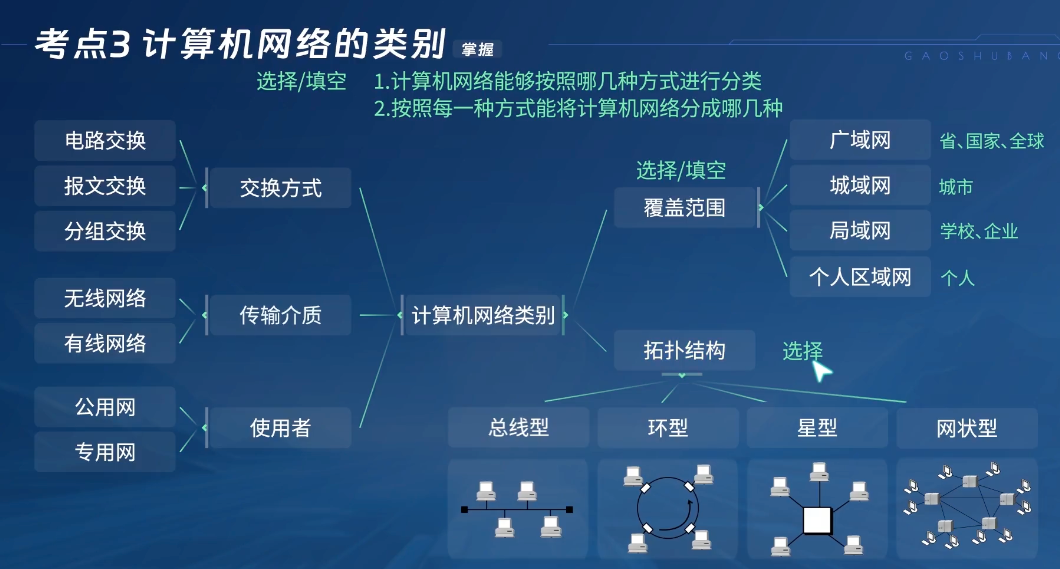 考点3 计算机网络的类别 掌握
GAOSHUBANG
选择/填空 1.计算机网络能够按照哪几种方式进行分类
2.按照每一种方式能将计算机网络分成哪几种
电路交换
报文交换
分组交换
交换方式
无线网络
有线网络
传输介质
公用网
专用网
使用者
计算机网络类别
选择/填空
覆盖范围
广域网 省、国家、全球
城域网 城市
局域网 学校、企业
个人区域网 个人
拓扑结构 选择
总线型 环型 星型 网状型